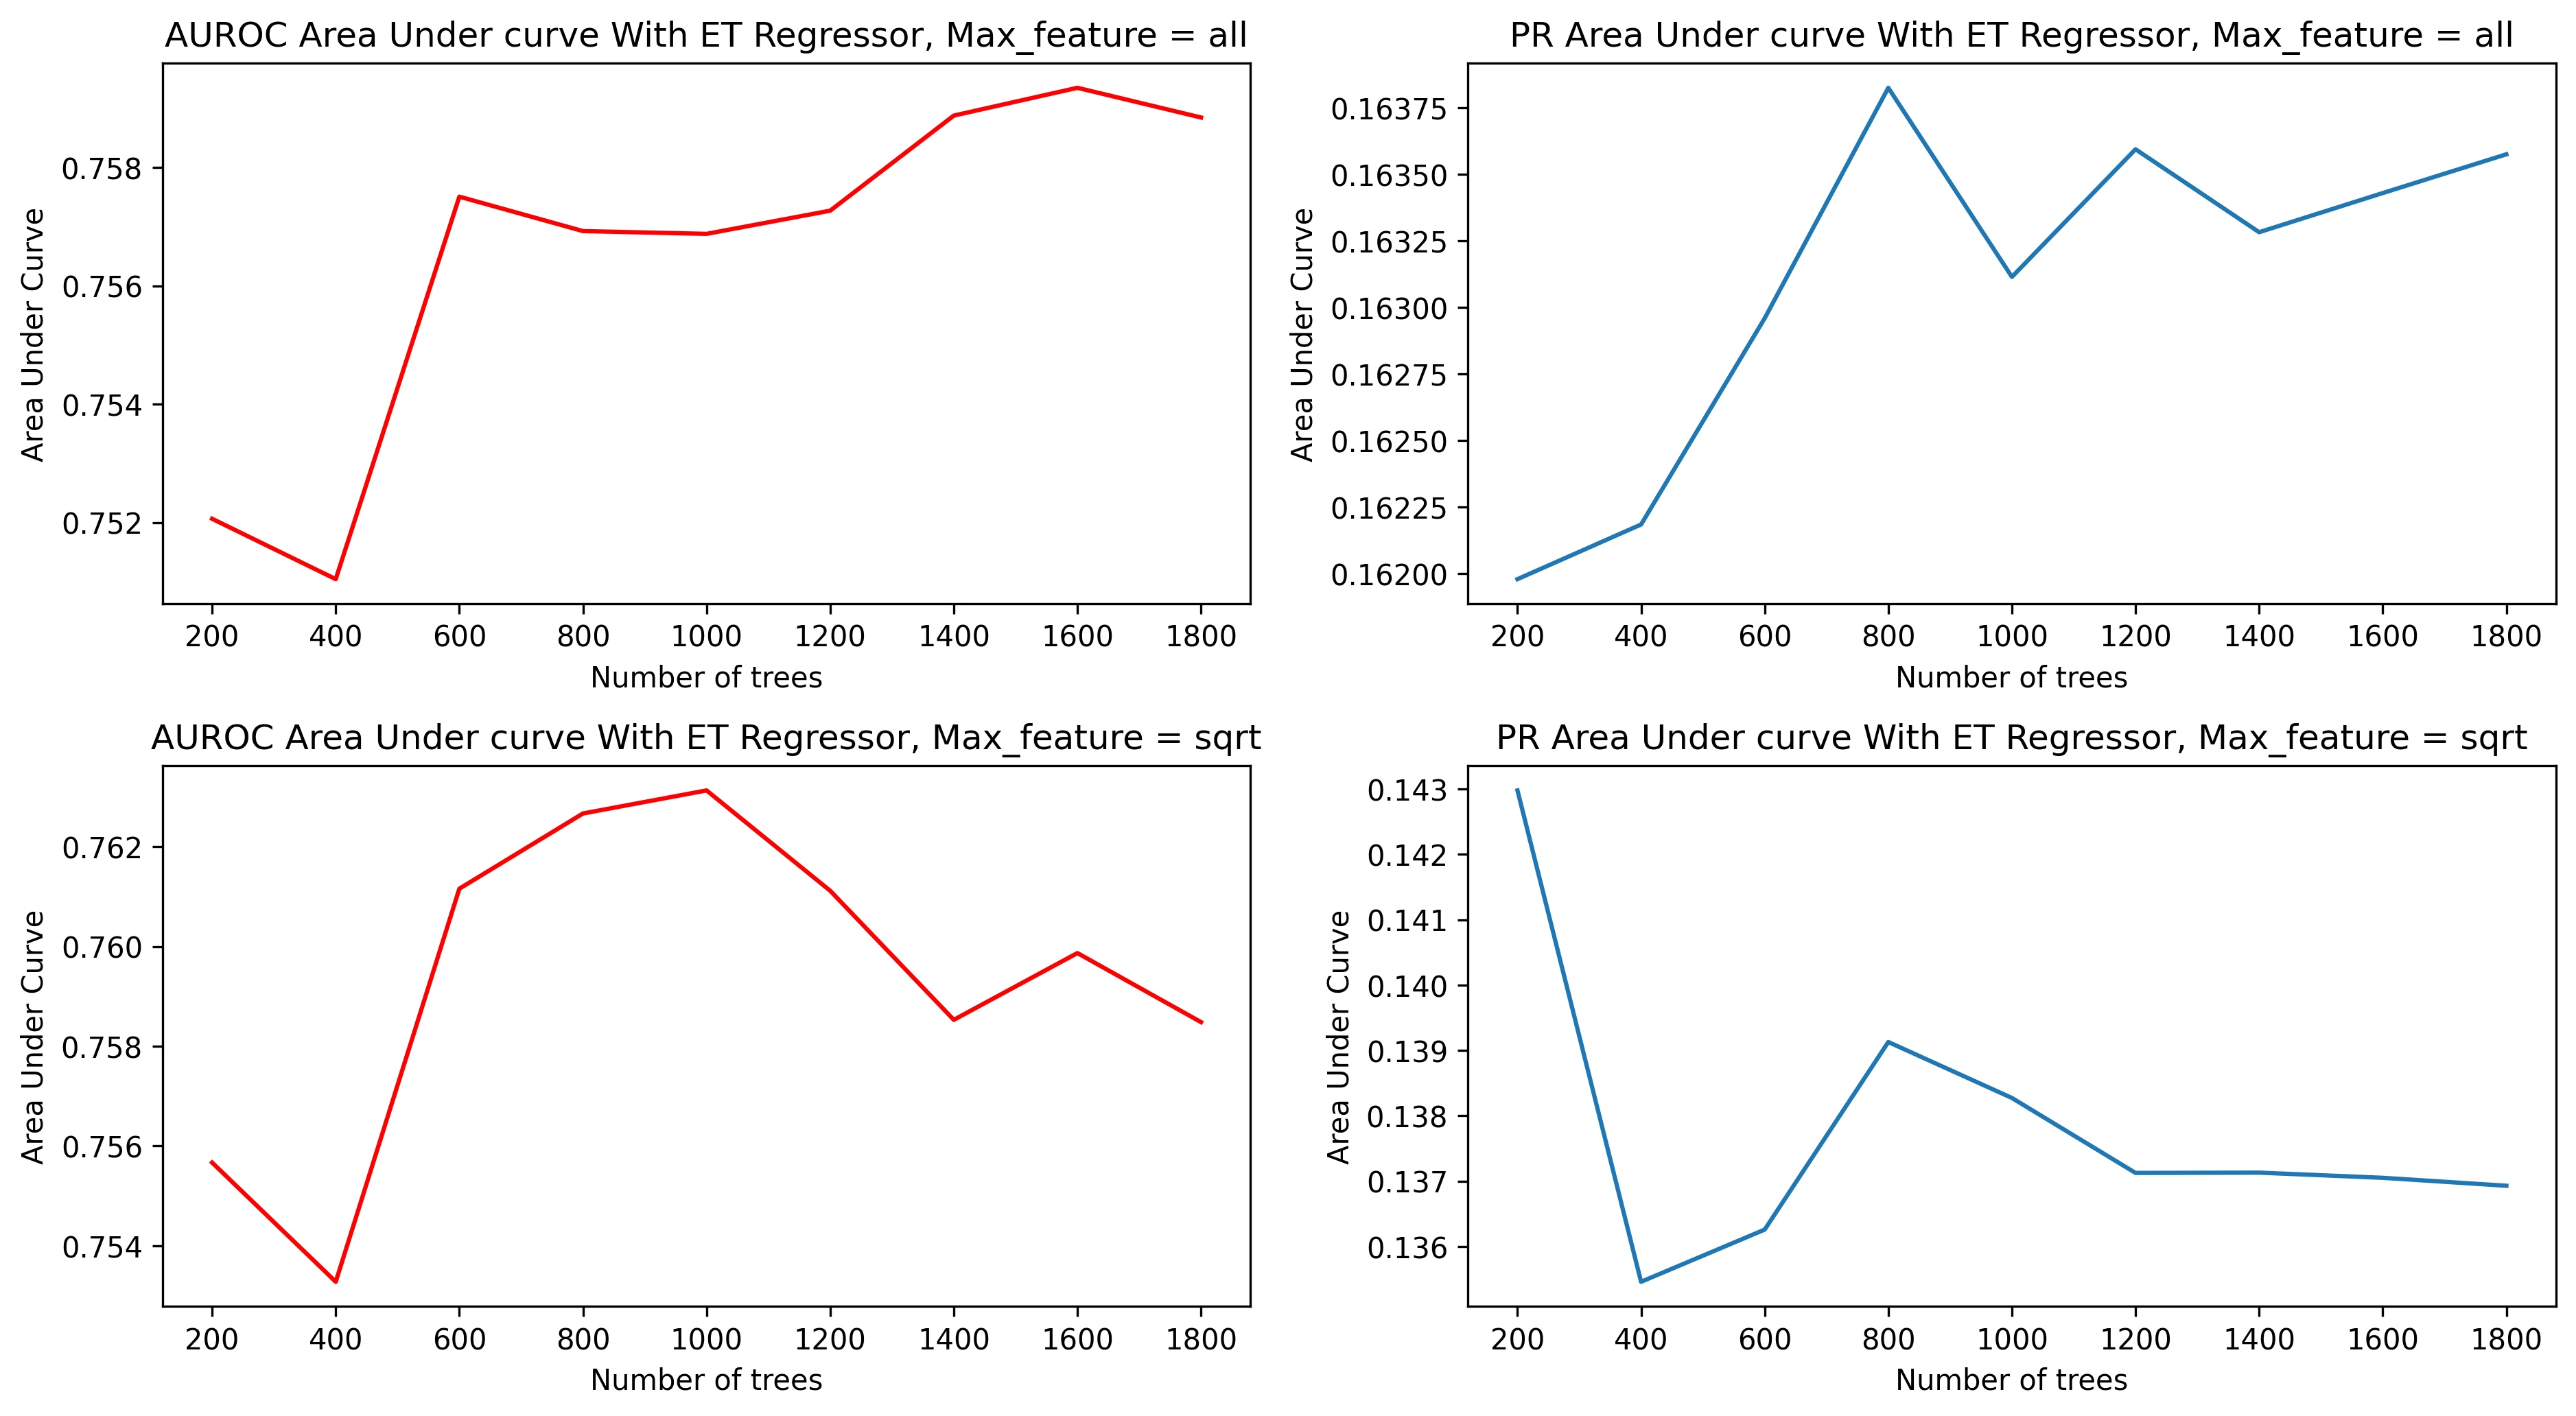 AUROC Area Under curve With ET Regressor, Max_feature = all
Area Under Curve
0.758
0.756
0.754
0.752
200 400 600 800 1000 1200 1400 1600 1800
Number of trees
PR Area Under curve With ET Regressor, Max_feature = all
Area Under Curve
0.16375
0.16350
0.16325
0.16300
0.16275
0.16250
0.16225
0.16200
200 400 600 800 1000 1200 1400 1600 1800
Number of trees
AUROC Area Under curve With ET Regressor, Max_feature = sqrt
Area Under Curve
0.762
0.760
0.758
0.756
0.754
200 400 600 800 1000 1200 1400 1600 1800
Number of trees
PR Area Under curve With ET Regressor, Max_feature = sqrt
Area Under Curve
0.143
0.142
0.141
0.140
0.139
0.138
0.137
0.136
200 400 600 800 1000 1200 1400 1600 1800
Number of trees